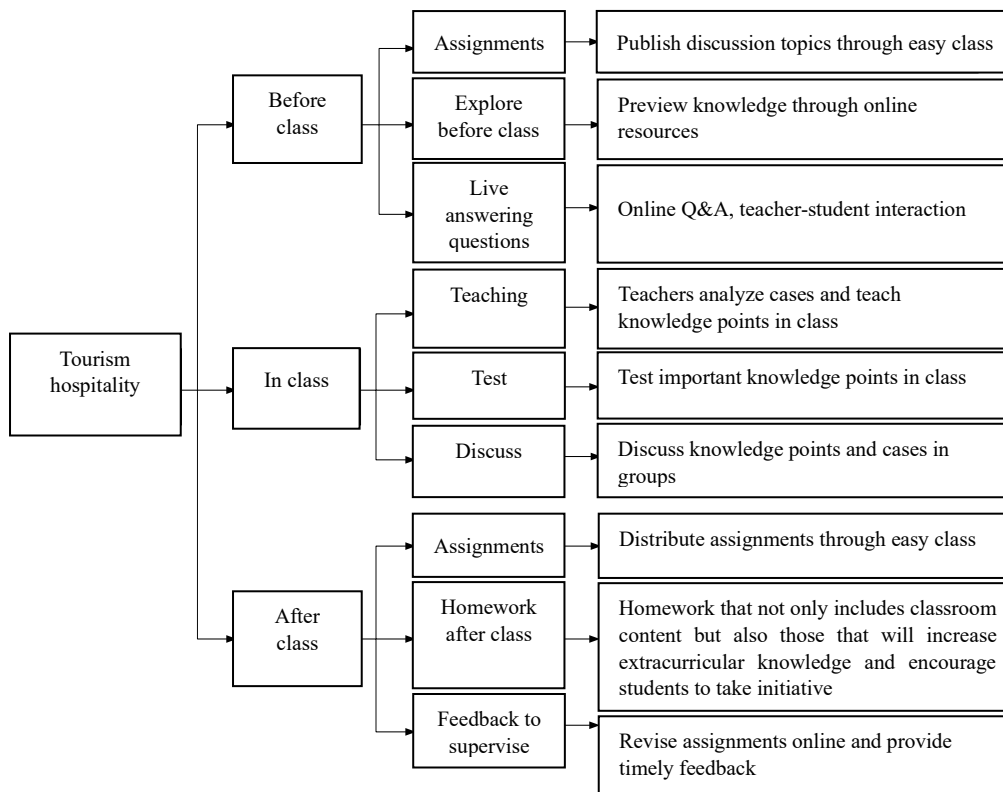 Assignments
Publish discussion topics through easy class
Before
class
Explore
before class
Preview knowledge through online
resources
Live
answering
questions
Online Q&A, teacher-student interaction
Tourism
hospitality
In class
Teaching
Teachers analyze cases and teach
knowledge points in class
Test
Test important knowledge points in class
Discuss
Discuss knowledge points and cases in
groups
After
class
Assignments
Distribute assignments through easy class
Homework
after class
Homework that not only includes classroom
content but also those that will increase
extracurricular knowledge and encourage
students to take initiative
Feedback to
supervise
Revise assignments online and provide
timely feedback